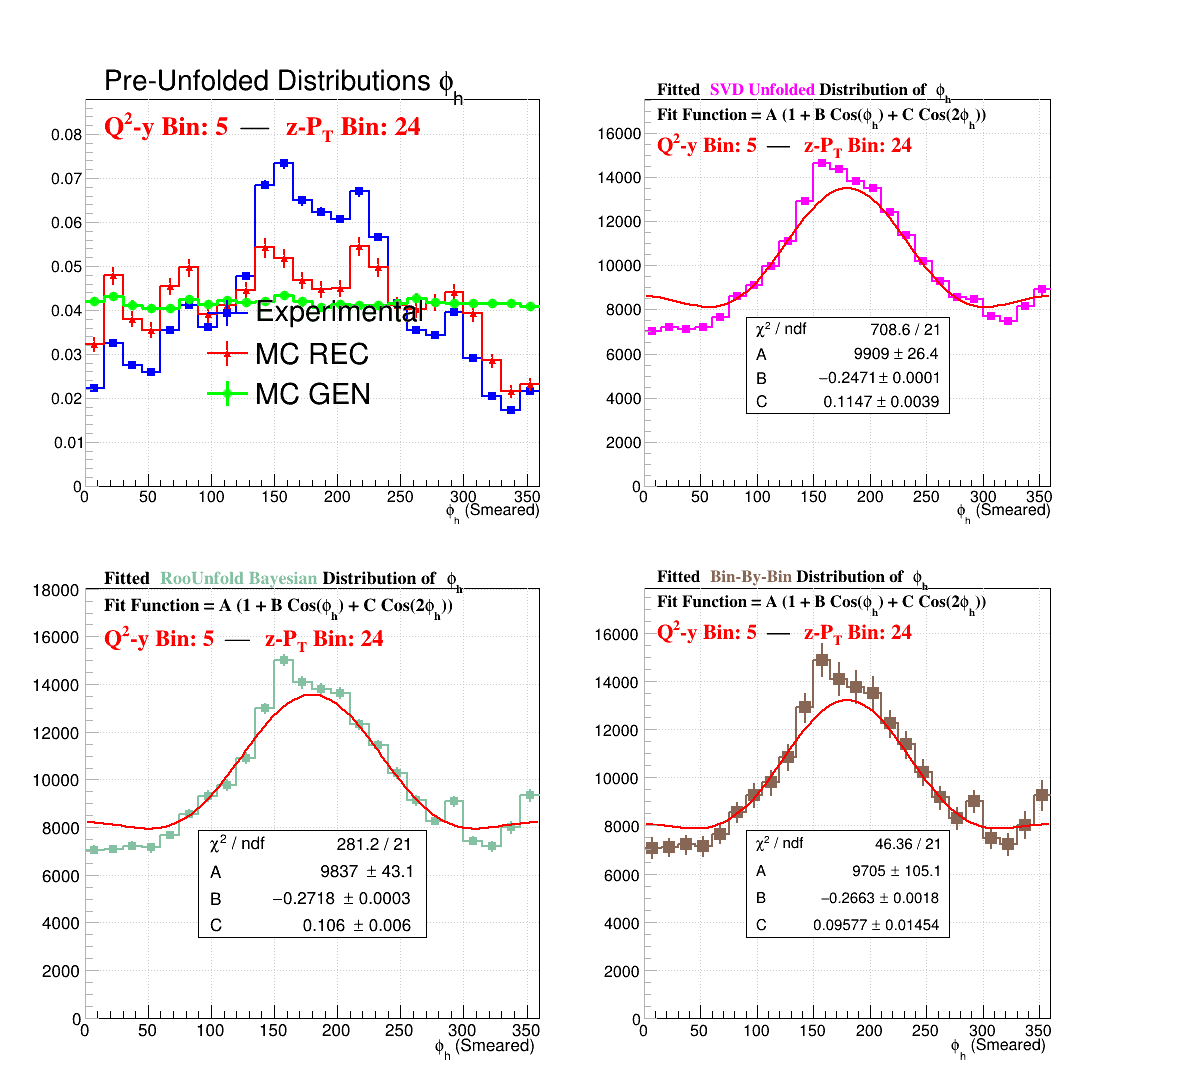 Pre-Unfolded Distributions ϕh
Q²-y Bin: 5 — z-PT Bin: 24
0.08
0.07
0.06
0.05
0.04
0.03
0.02
0.01
0
Experimental
MC REC
MC GEN
0 50 100 150 200 250 300 350
ϕh (Smeared)
Fitted SVD Unfolded Distribution of ϕh
Fit Function = A (1 + B Cos(ϕh) + C Cos(2ϕh))
Q²-y Bin: 5 — z-PT Bin: 24
16000
14000
12000
10000
8000
6000
4000
2000
0
χ² / ndf 708.6 / 21
A 9909 ± 26.4
B −0.2471 ± 0.0001
C 0.1147 ± 0.0039
0 50 100 150 200 250 300 350
ϕh (Smeared)
Fitted RooUnfold Bayesian Distribution of ϕh
Fit Function = A (1 + B Cos(ϕh) + C Cos(2ϕh))
Q²-y Bin: 5 — z-PT Bin: 24
18000
16000
14000
12000
10000
8000
6000
4000
2000
0
χ² / ndf 281.2 / 21
A 9837 ± 43.1
B −0.2718 ± 0.0003
C 0.106 ± 0.006
0 50 100 150 200 250 300 350
ϕh (Smeared)
Fitted Bin-By-Bin Distribution of ϕh
Fit Function = A (1 + B Cos(ϕh) + C Cos(2ϕh))
Q²-y Bin: 5 — z-PT Bin: 24
16000
14000
12000
10000
8000
6000
4000
2000
0
χ² / ndf 46.36 / 21
A 9705 ± 105.1
B −0.2663 ± 0.0018
C 0.09577 ± 0.01454
0 50 100 150 200 250 300 350
ϕh (Smeared)